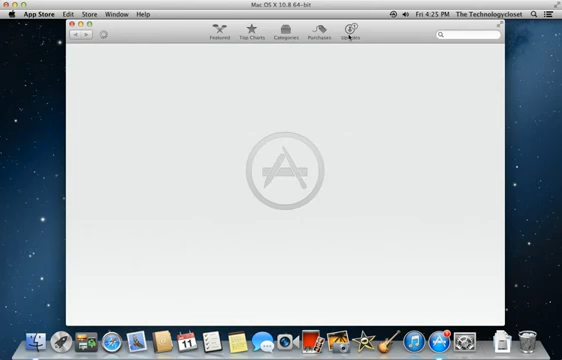 Mac OS X 10.8 64-bit
App Store Edit Store Window Help
Fri 4:25 PM The Technologycloset
Featured Top Charts Categories Purchases Updates
11